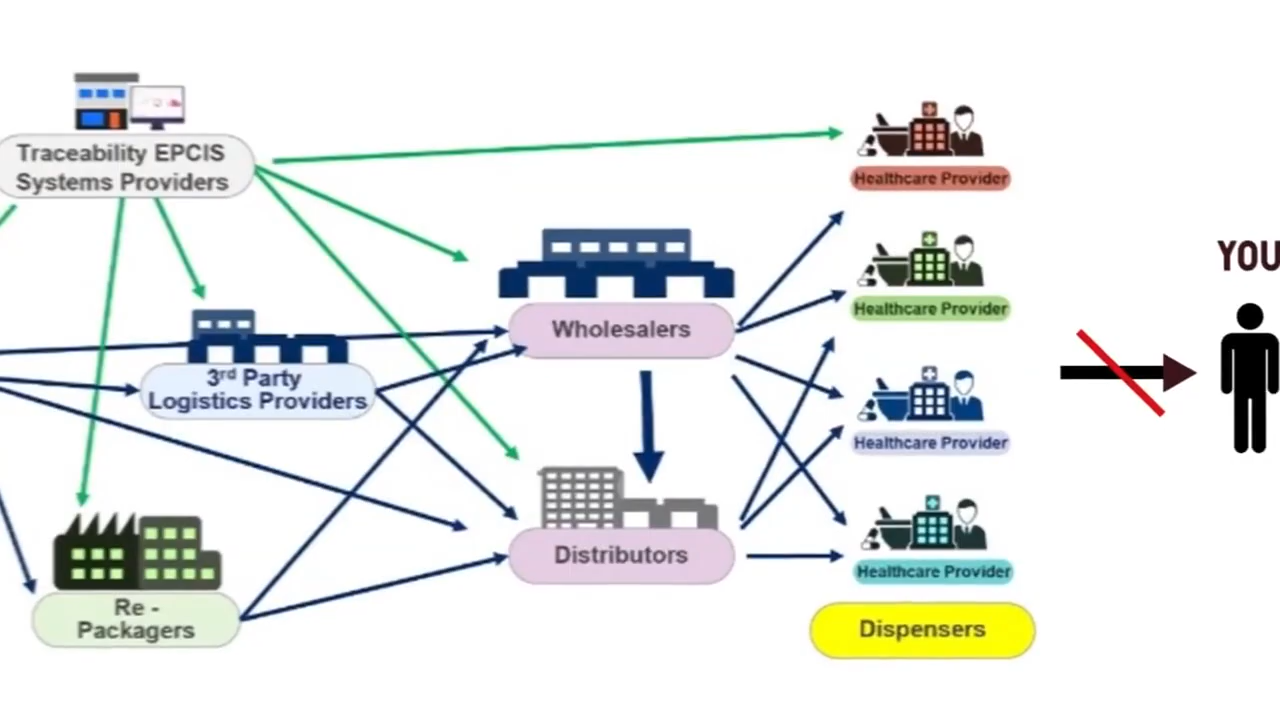 Traceability EPCIS
Systems Providers
Healthcare Provider
YOU
Healthcare Provider
Wholesalers
3rd Party
Logistics Providers
Healthcare Provider
Distributors
Healthcare Provider
Re -
Packagers
Dispensers